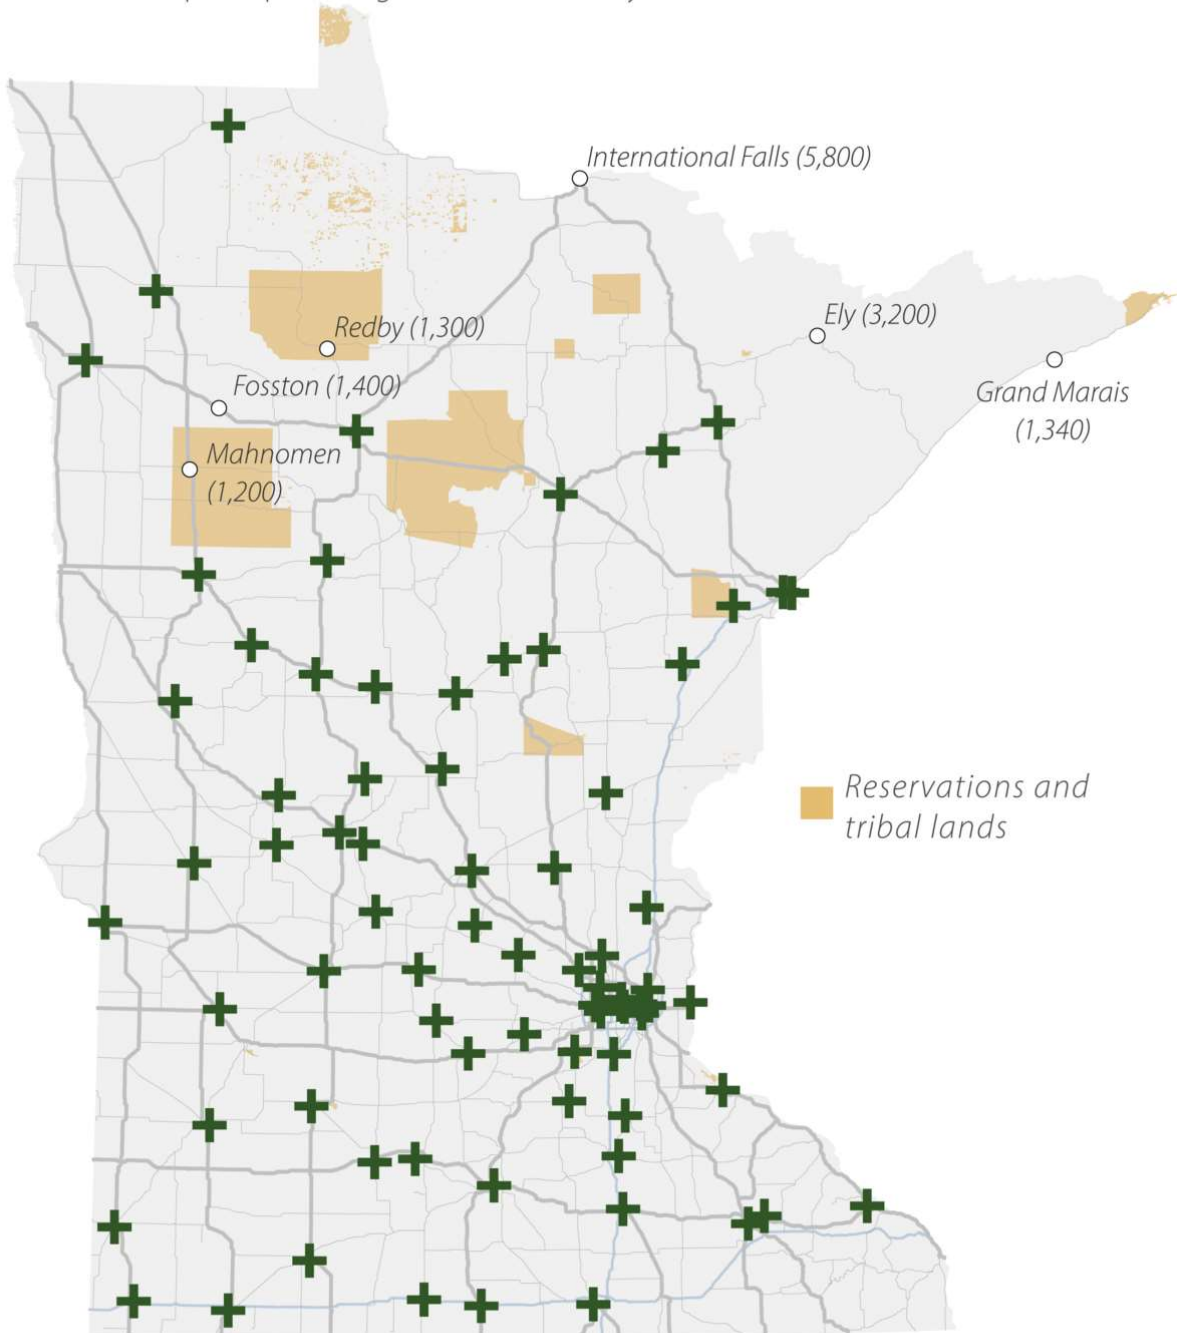 International Falls (5,800)
Ely (3,200)
Redby (1,300)
Grand Marais
(1,340)
Fosston (1,400)
Mahnomen
(1,200)
Reservations and
tribal lands